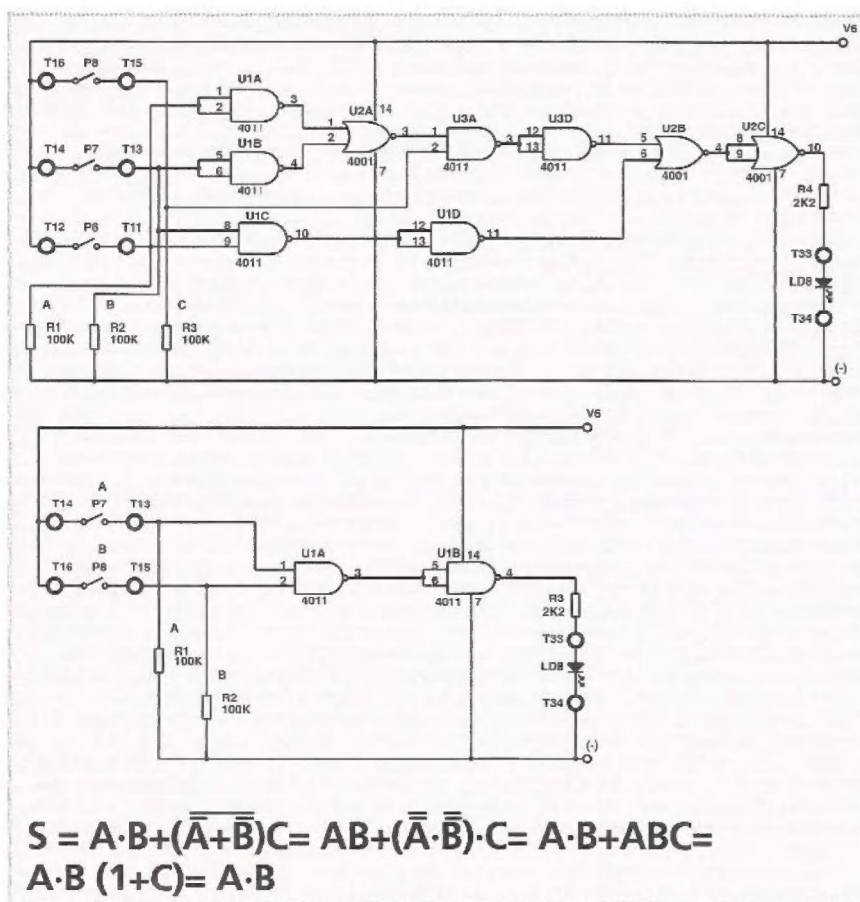 V6
T16 P8 T15
U1A
1 2 3
4011
U2A 14
1 2 3
4001
7
U3A
1 2 3
4011
U3D
12 13 11
4011
U2B
5 6 4
4001
U2C
14
8 9 10
4001 7
T14 P7 T13
U1B
5 6 4
4011
T12 P6 T11
U1C
8 9 10
4011
U1D
12 13 11
4011
R4
2K2
T33
LD8
T34
A B C
R1
100K
R2
100K
R3
100K
(-)
V6
A
T14 P7 T13
B
T16 P8 T15
U1A
1 2 3
4011
U1B
14
5 6 4
4011 7
R3
2K2
T33
LD8
T34
A
R1
100K
B
R2
100K
(-)
S = A·B+(A̿+B̿)C= AB+(A̿·B̿)·C= A·B+ABC=
A·B (1+C)= A·B